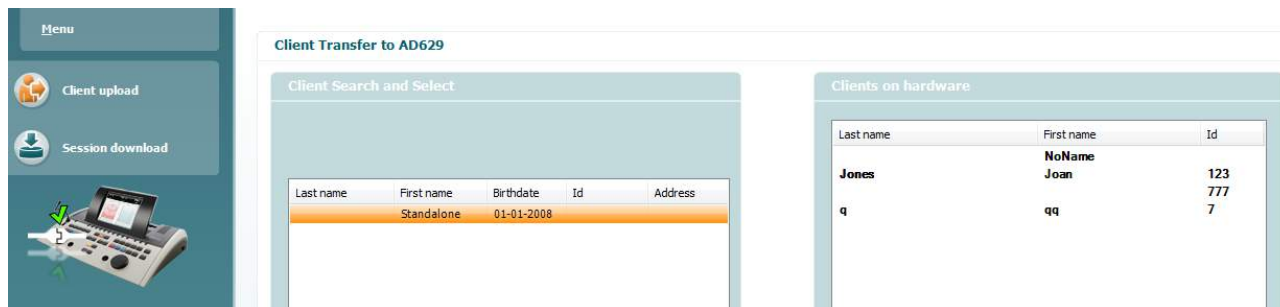 Menu
Client upload
Session download
Client Transfer to AD629
Client Search and Select
Last name First name Birthdate Id Address
Standalone 01-01-2008
Clients on hardware
Last name First name Id
NoName
Jones Joan 123
777
q qq 7